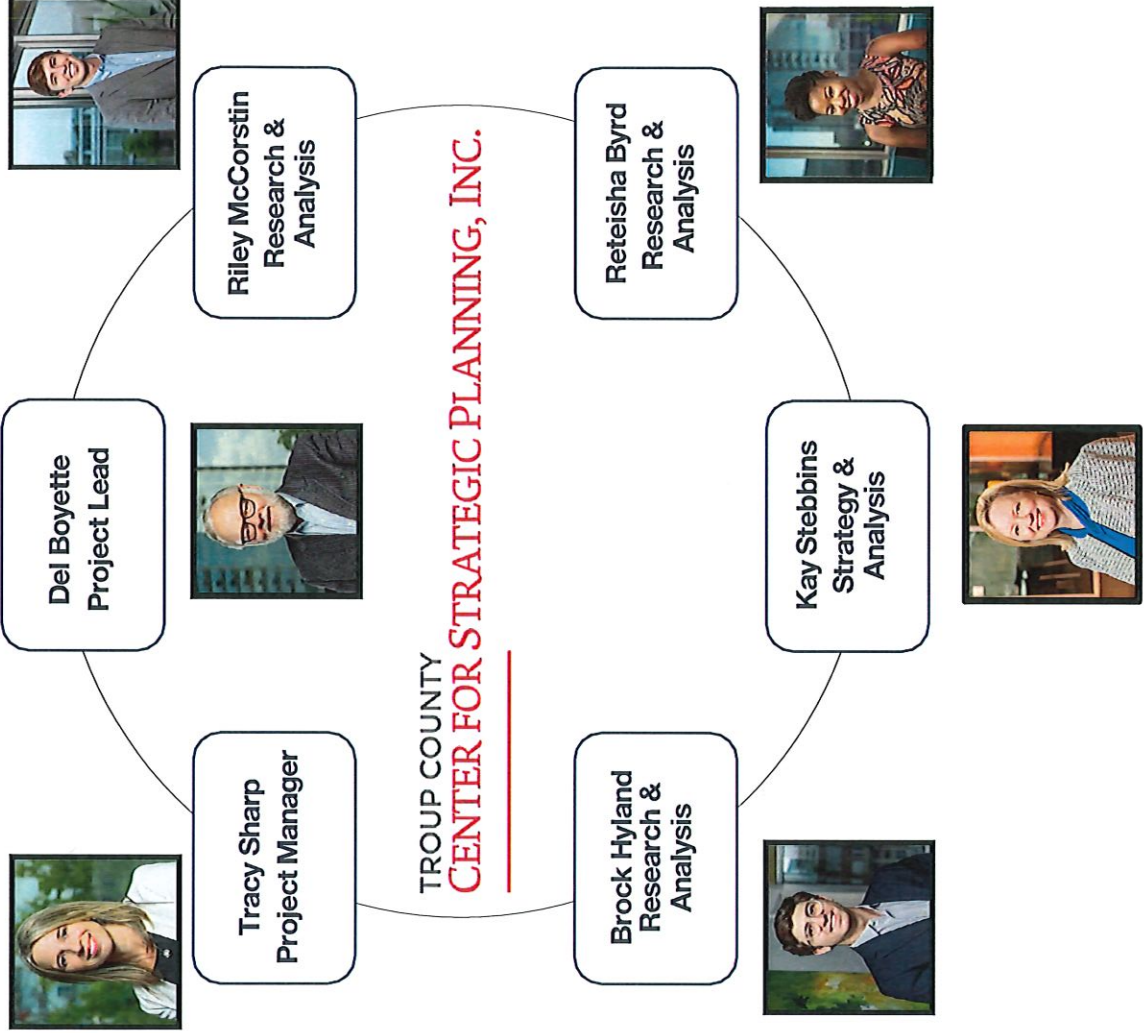 Del Boyette
Project Lead
Tracy Sharp
Project Manager
Riley McCorstin
Research &
Analysis
TROUP COUNTY
CENTER FOR STRATEGIC PLANNING, INC.
Brock Hyland
Research &
Analysis
Reteisha Byrd
Research &
Analysis
Kay Stebbins
Strategy &
Analysis